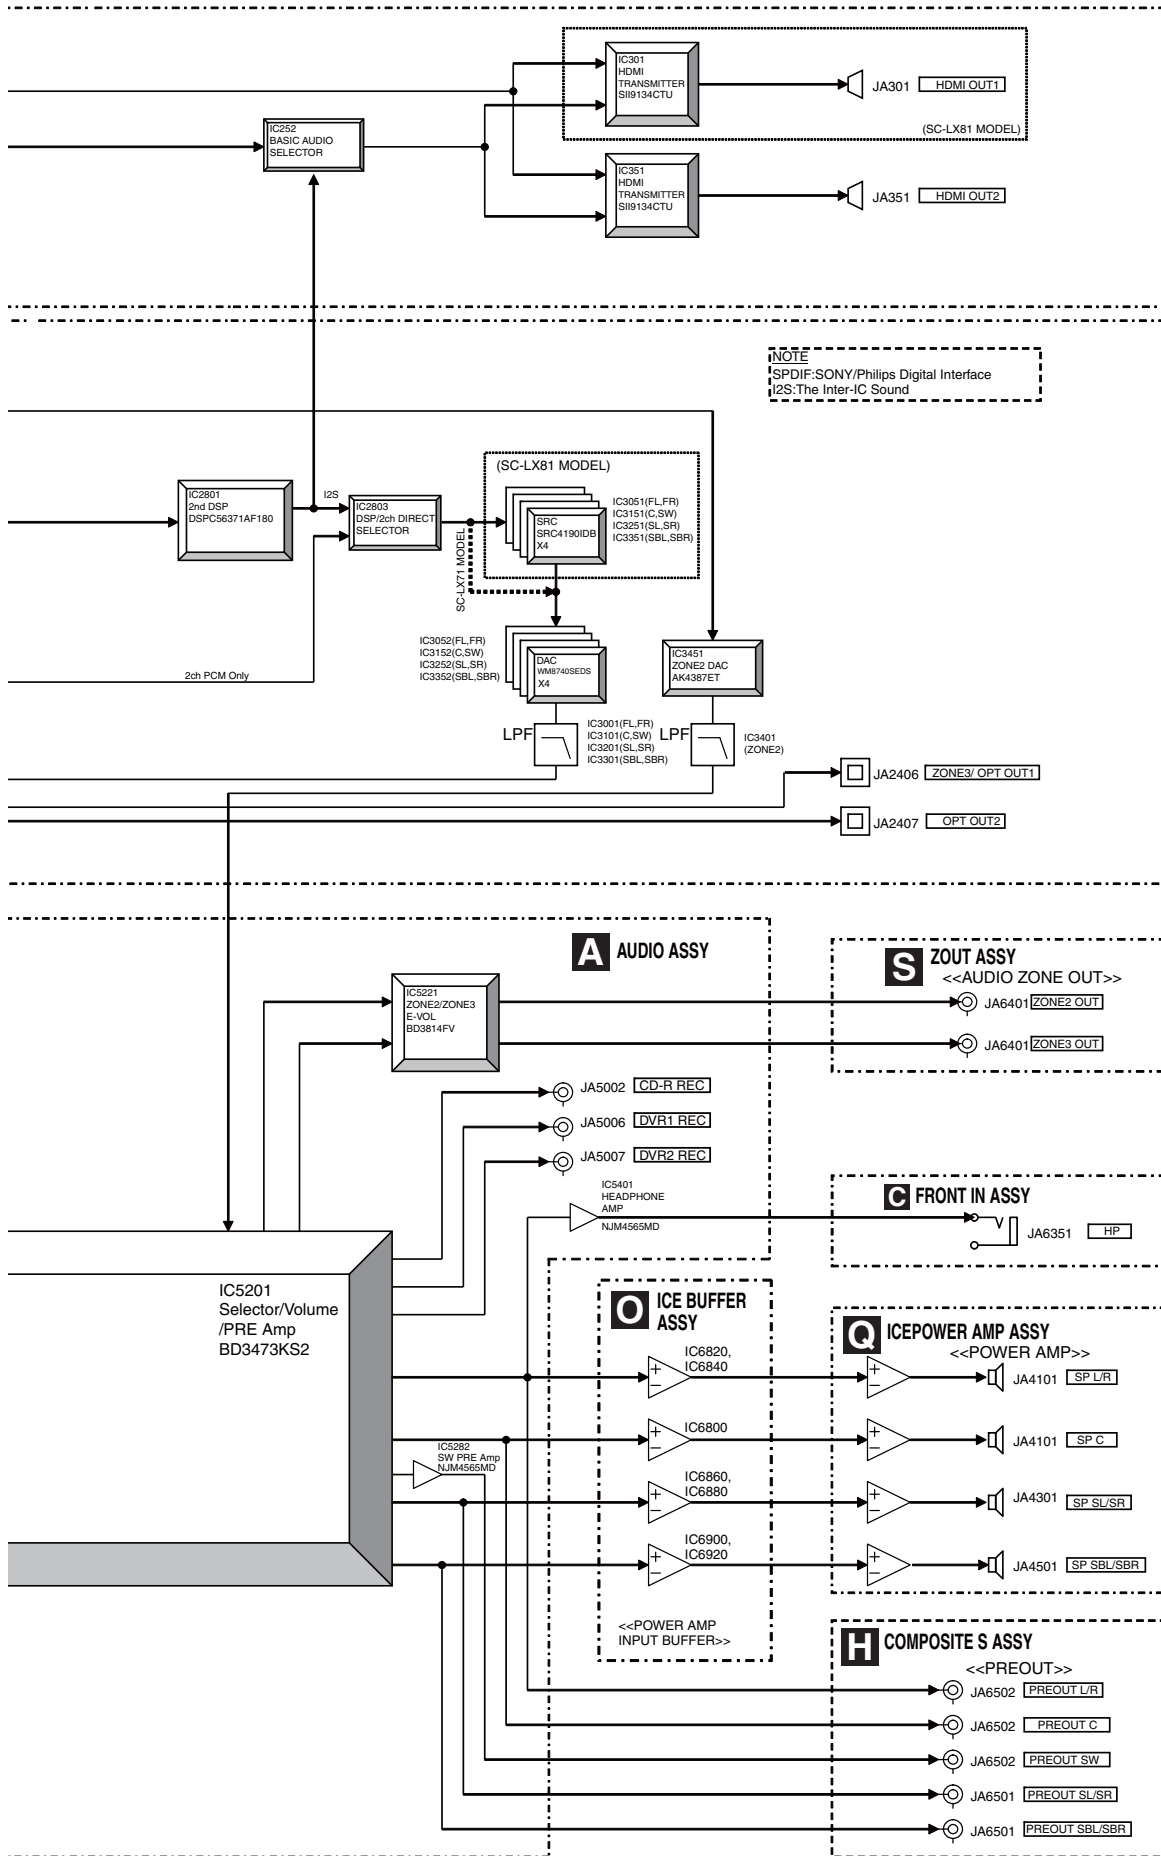 IC301
HDMI
TRANSMITTER
SII9134CTU
JA301 HDMI OUT1
(SC-LX81 MODEL)
IC252
BASIC AUDIO
SELECTOR
IC351
HDMI
TRANSMITTER
SII9134CTU
JA351 HDMI OUT2
NOTE
SPDIF:SONY/Philips Digital Interface
I2S:The Inter-IC Sound
(SC-LX81 MODEL)
IC2801
2nd DSP
DSPC56371AF180
I2S
IC2803
DSP/2ch DIRECT
SELECTOR
SC-LX71 MODEL
SRC
SRC4190IDB
X4
IC3051(FL,FR)
IC3151(C,SW)
IC3251(SL,SR)
IC3351(SBL,SBR)
IC3052(FL,FR)
IC3152(C,SW)
IC3252(SL,SR)
IC3352(SBL,SBR)
DAC
WM8740SEDS
X4
IC3451
ZONE2 DAC
AK4387ET
2ch PCM Only
LPF
IC3001(FL,FR)
IC3101(C,SW)
IC3201(SL,SR)
IC3301(SBL,SBR)
LPF
IC3401
(ZONE2)
JA2406 ZONE3/ OPT OUT1
JA2407 OPT OUT2
A AUDIO ASSY
S ZOUT ASSY
<<AUDIO ZONE OUT>>
IC5221
ZONE2/ZONE3
E-VOL
BD3814FV
JA6401 ZONE2 OUT
JA6401 ZONE3 OUT
JA5002 CD-R REC
JA5006 DVR1 REC
JA5007 DVR2 REC
IC5401
HEADPHONE
AMP
NJM4565MD
C FRONT IN ASSY
JA6351 HP
IC5201
Selector/Volume
/PRE Amp
BD3473KS2
O ICE BUFFER
ASSY
Q ICEPOWER AMP ASSY
<<POWER AMP>>
IC6820,
IC6840
JA4101 SP L/R
IC6800
JA4101 SP C
IC5282
SW PRE Amp
NJM4565MD
IC6860,
IC6880
JA4301 SP SL/SR
IC6900,
IC6920
JA4501 SP SBL/SBR
<<POWER AMP
INPUT BUFFER>>
H COMPOSITE S ASSY
<<PREOUT>>
JA6502 PREOUT L/R
JA6502 PREOUT C
JA6502 PREOUT SW
JA6501 PREOUT SL/SR
JA6501 PREOUT SBL/SBR